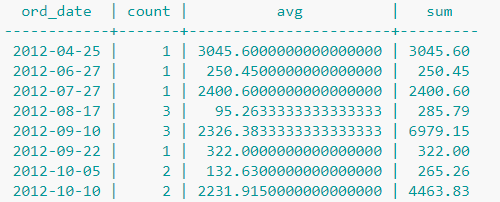 ord_date | count | avg | sum
------------+-------+-----------------------+---------
2012-04-25 | 1 | 3045.6000000000000000 | 3045.60
2012-06-27 | 1 | 250.4500000000000000 | 250.45
2012-07-27 | 1 | 2400.6000000000000000 | 2400.60
2012-08-17 | 3 | 95.2633333333333333 | 285.79
2012-09-10 | 3 | 2326.3833333333333333 | 6979.15
2012-09-22 | 1 | 322.0000000000000000 | 322.00
2012-10-05 | 2 | 132.6300000000000000 | 265.26
2012-10-10 | 2 | 2231.9150000000000000 | 4463.83